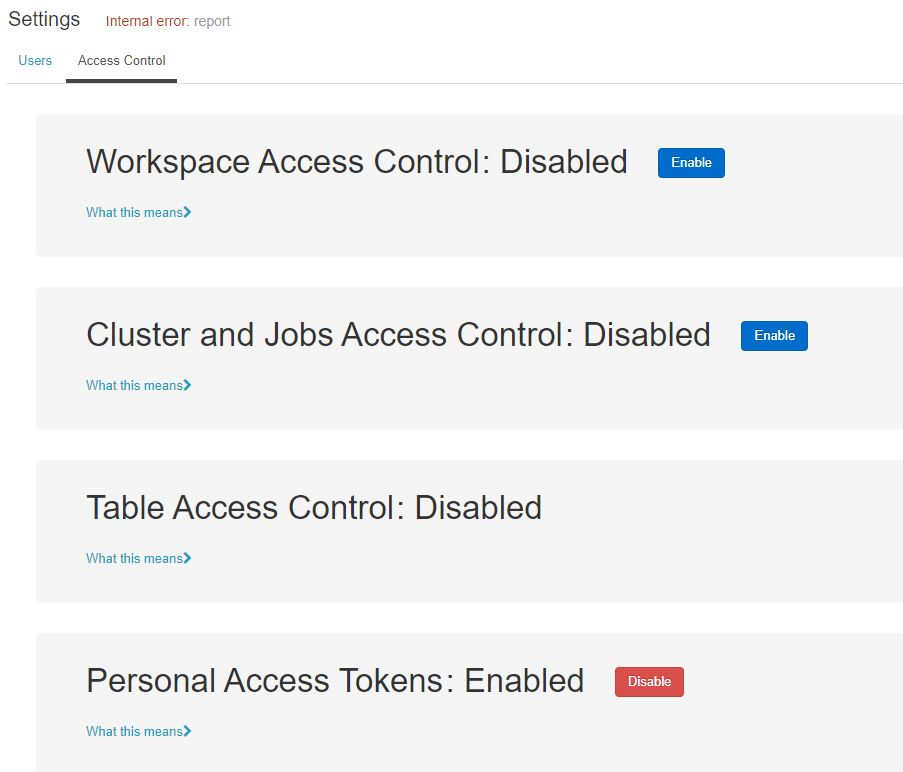 Settings Internal error: report
Users Access Control
Workspace Access Control: Disabled Enable
What this means
Cluster and Jobs Access Control: Disabled Enable
What this means
Table Access Control: Disabled
What this means
Personal Access Tokens: Enabled Disable
What this means